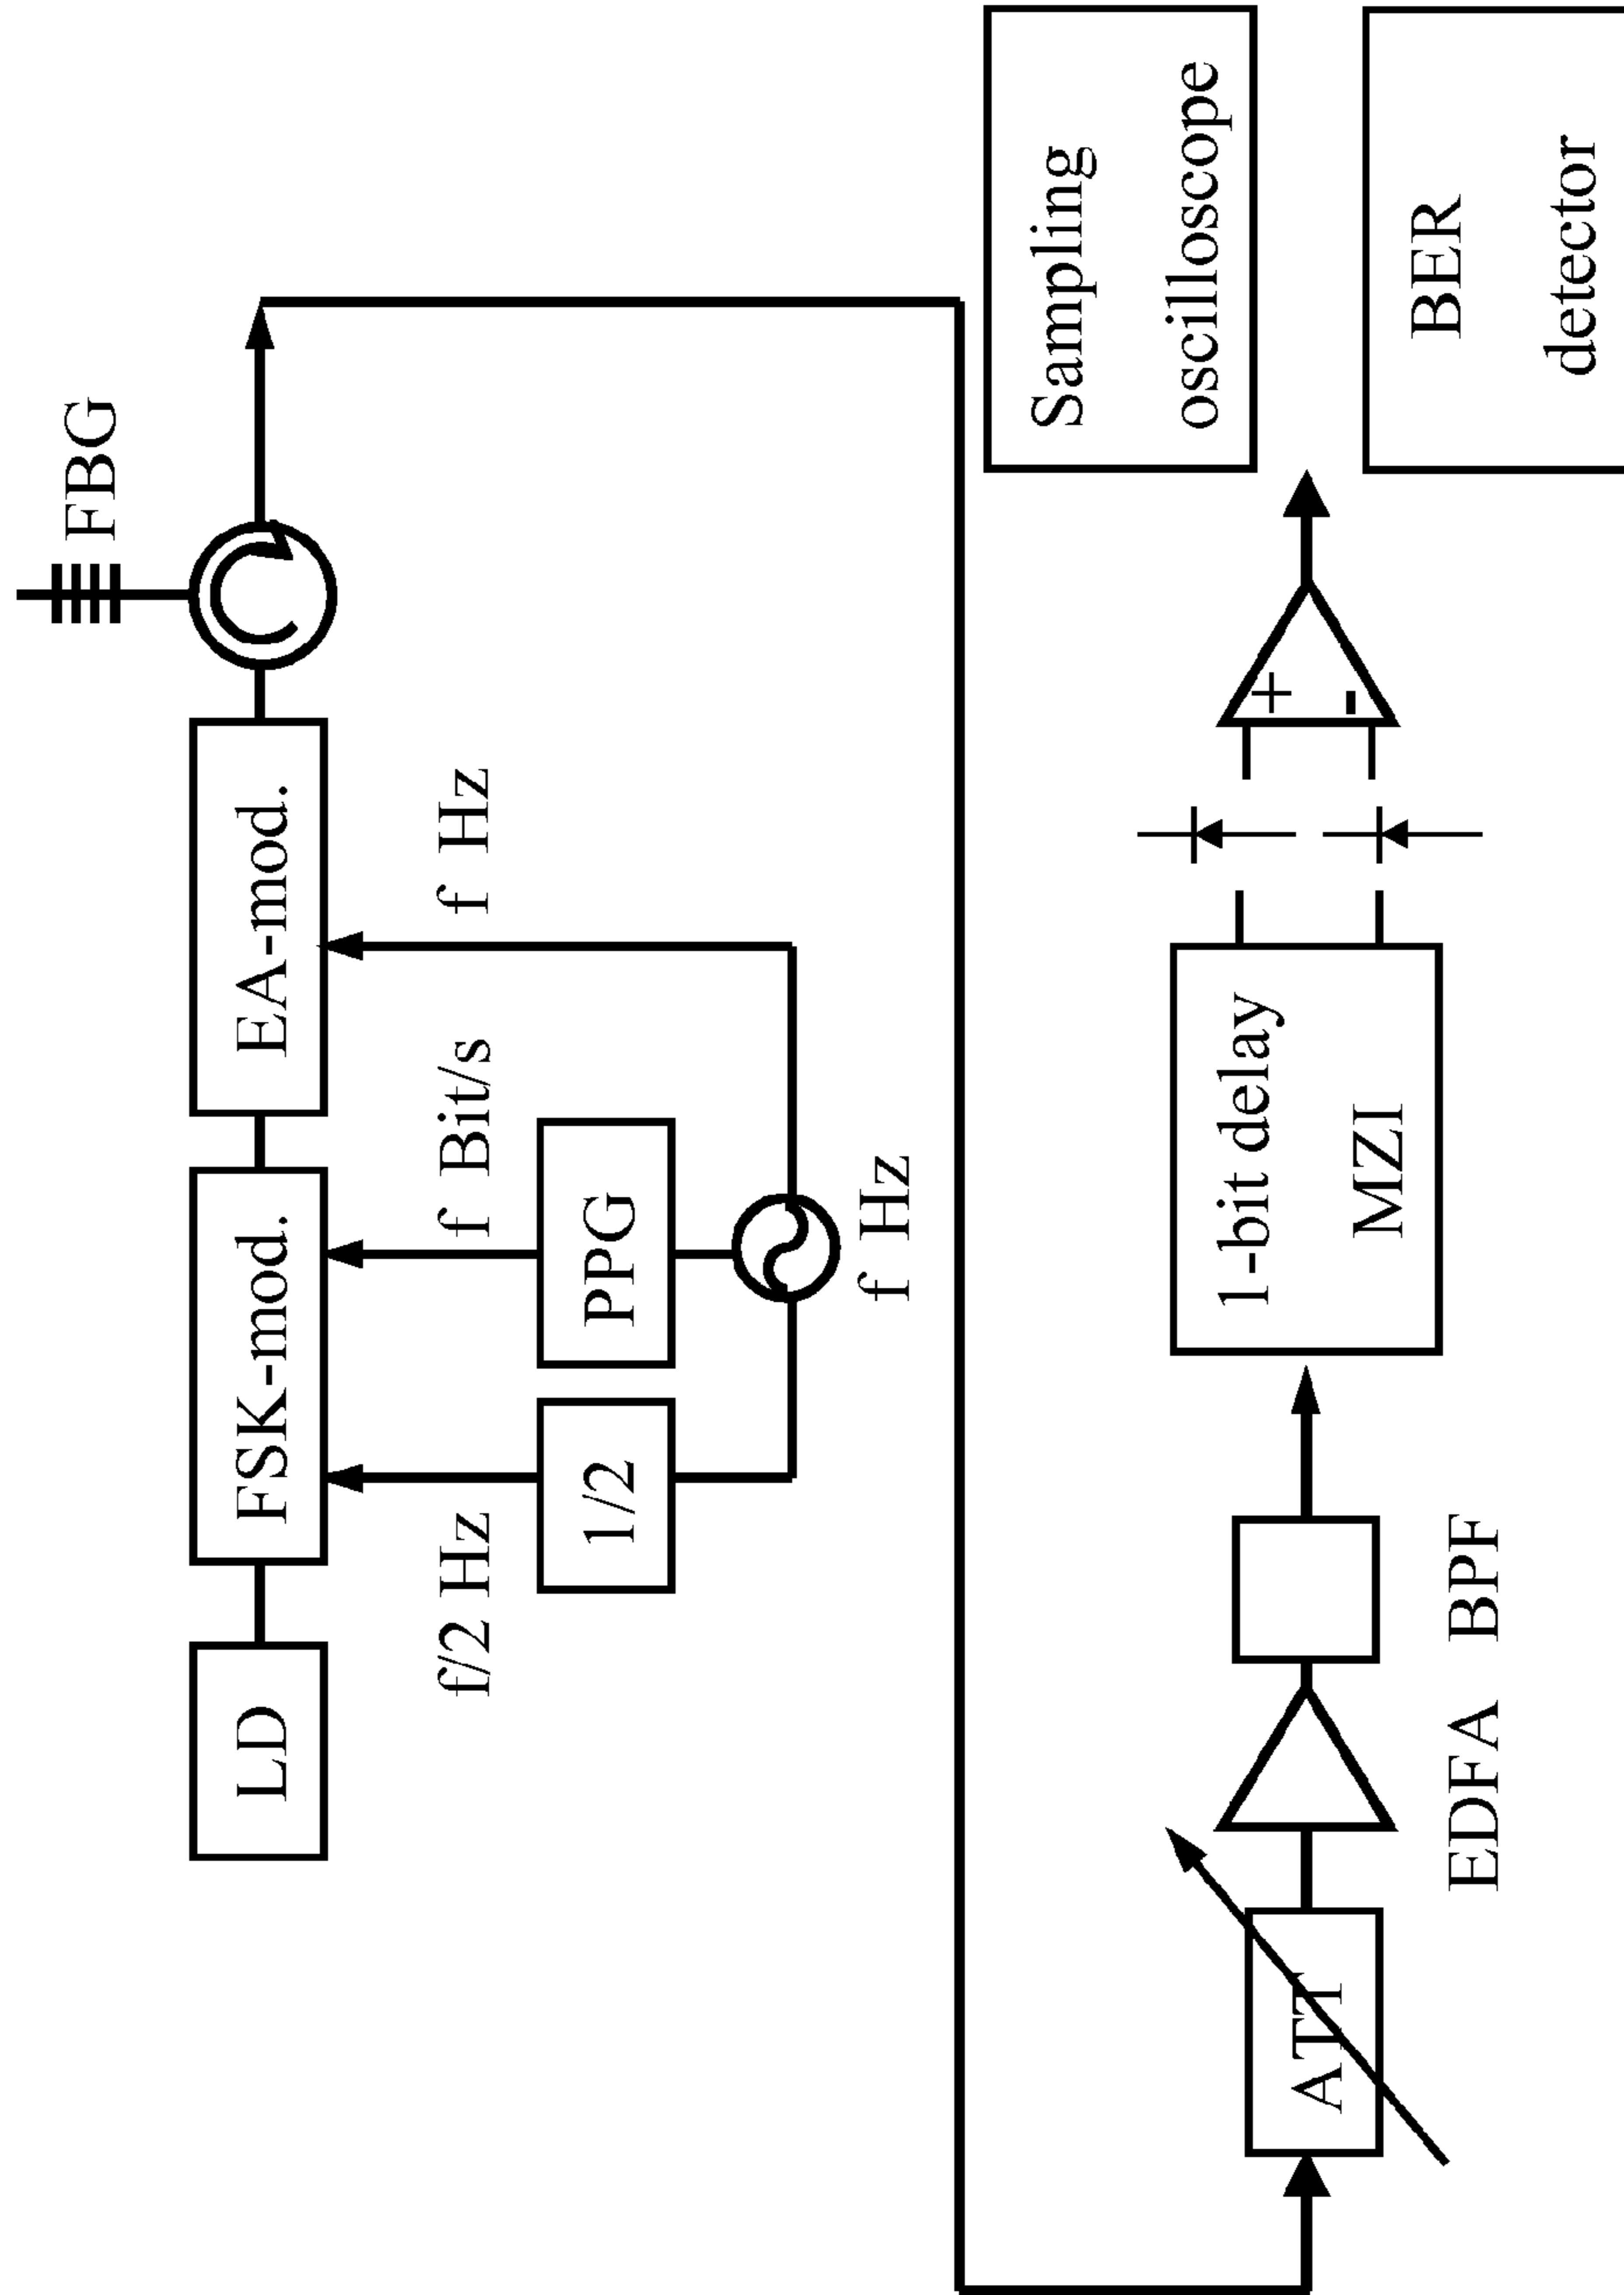 FBG
LD
FSK-mod.
EA-mod.
f/2 Hz
f Bit/s
f Hz
1/2
PPG
f Hz
ATT
EDFA
BPF
1-bit delay
MZI
+
-
Sampling
oscilloscope
BER
detector